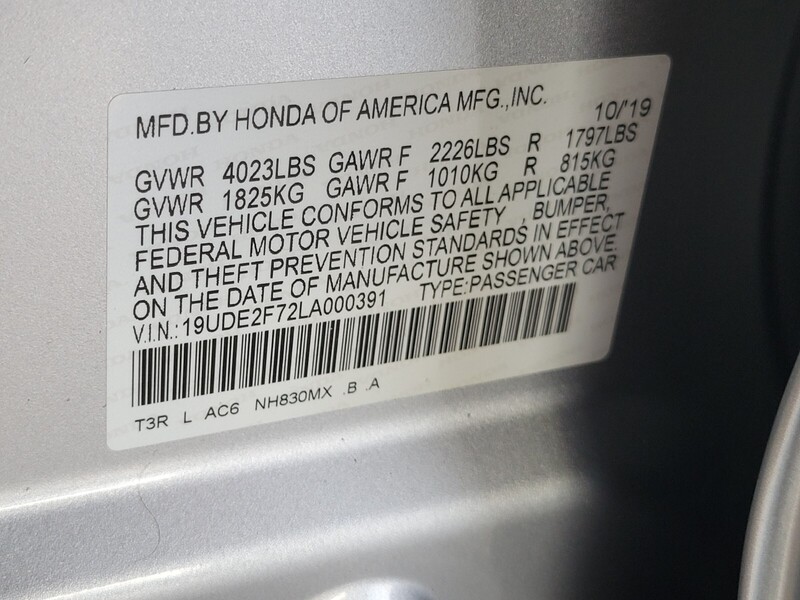 MFD.BY HONDA OF AMERICA MFG.,INC. 10/'19
GVWR 4023LBS GAWR F 2226LBS R 1797LBS
GVWR 1825KG GAWR F 1010KG R 815KG
THIS VEHICLE CONFORMS TO ALL APPLICABLE
FEDERAL MOTOR VEHICLE SAFETY , BUMPER,
AND THEFT PREVENTION STANDARDS IN EFFECT
ON THE DATE OF MANUFACTURE SHOWN ABOVE.
V.I.N.:19UDE2F72LA000391 TYPE:PASSENGER CAR
T3R L AC6 NH830MX .B .A